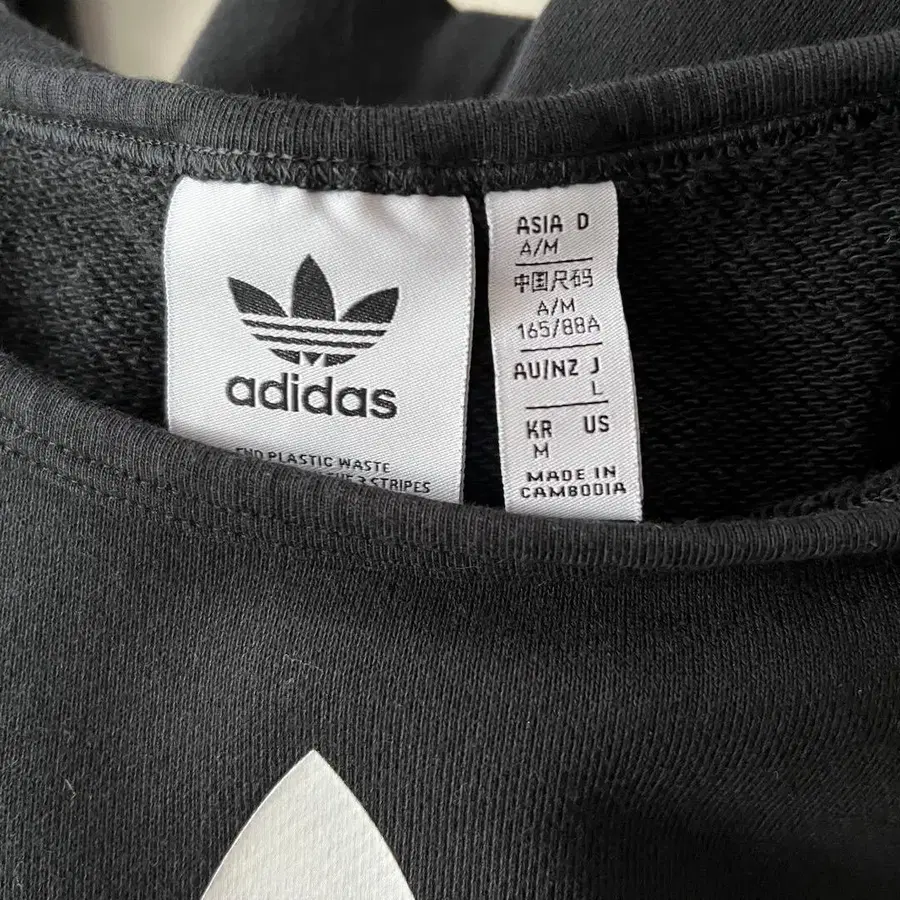 adidas
END PLASTIC WASTE
3 STRIPES
ASIA D
A/M
中国尺码
A/M
165/88A
AU/NZ J
L
KR US
M
MADE IN
CAMBODIA